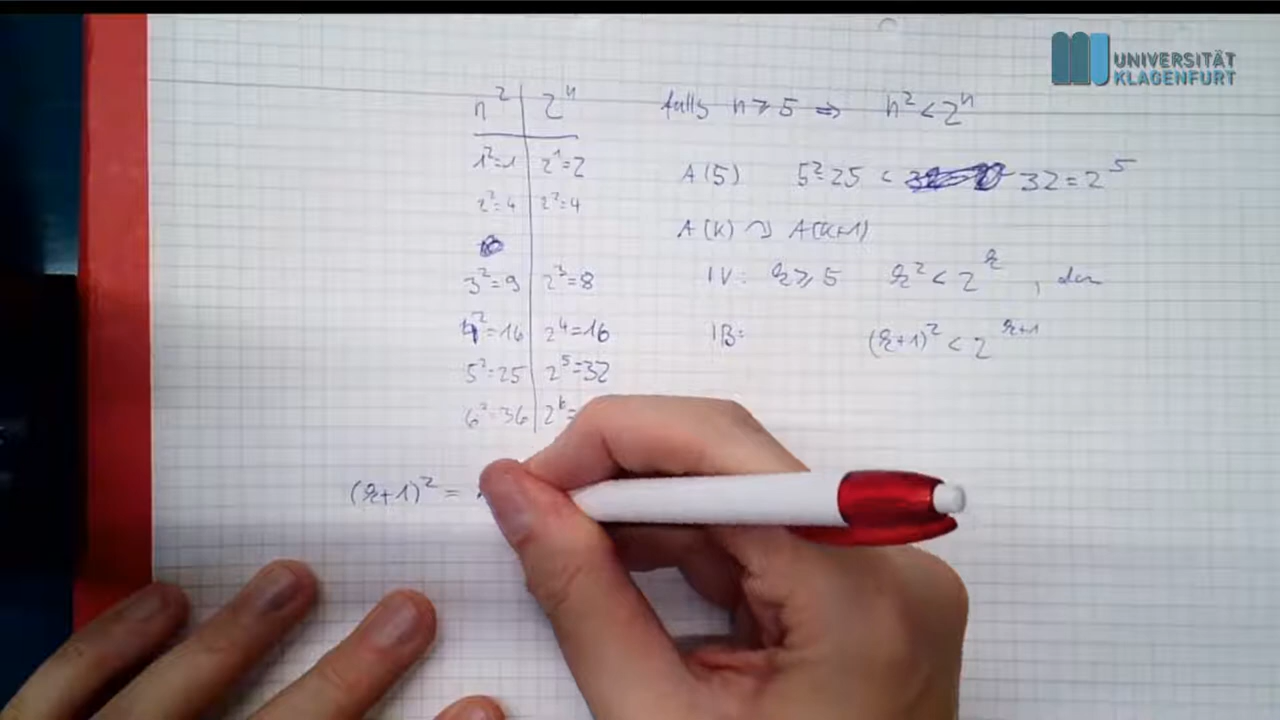 UNIVERSITÄT
KLAGENFURT
n² | 2ⁿ
1²=1 | 2¹=2
2²=4 | 2²=4
3²=9 | 2³=8
4²=16 | 2⁴=16
5²=25 | 2⁵=32
6²=36 | 2⁶=
falls n≥5 ⇒ n²<2ⁿ
A(5) 5²=25 < 32=2⁵
A(k) ↷ A(k+1)
IV: k≥5 k²<2ᵏ, dann
IB: (k+1)²<2ᵏ⁺¹
(k+1)² =